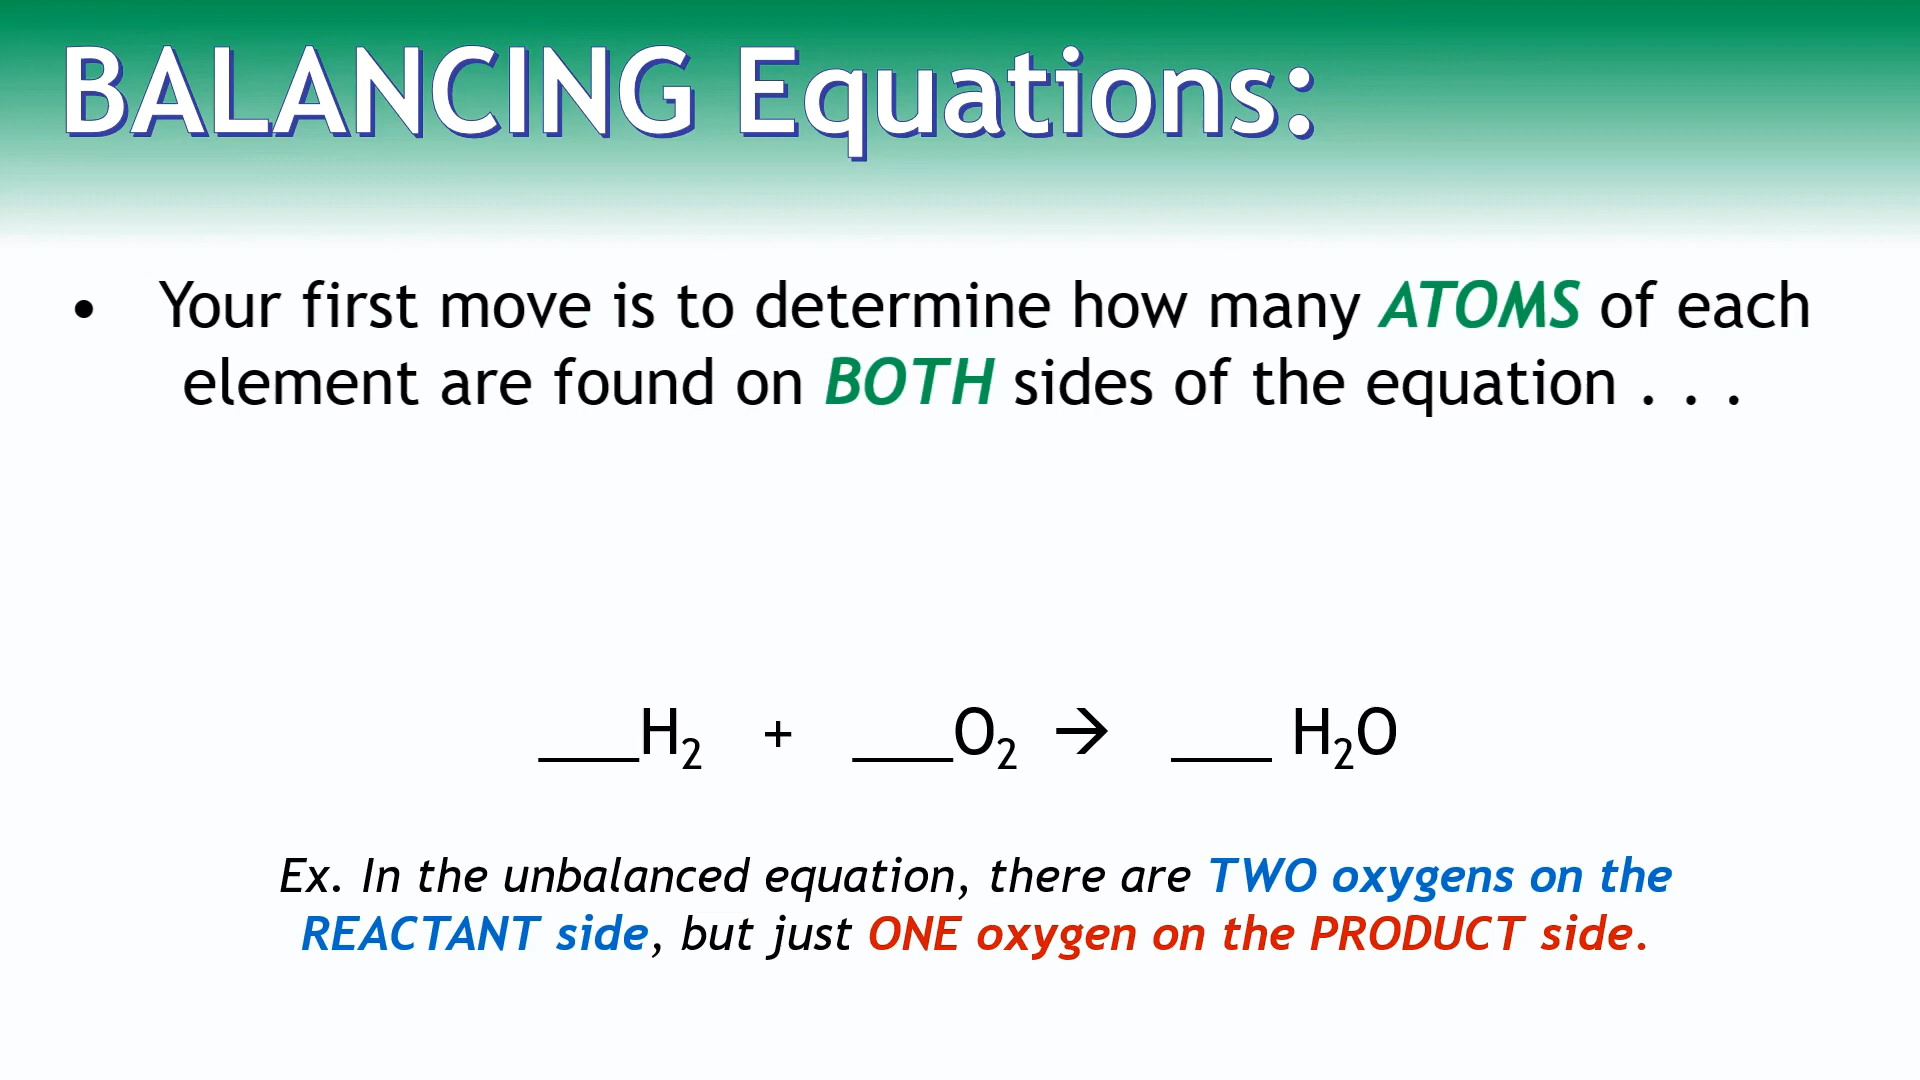 BALANCING Equations:
• Your first move is to determine how many ATOMS of each
element are found on BOTH sides of the equation . . .
___H₂ + ___O₂ → ___ H₂O
Ex. In the unbalanced equation, there are TWO oxygens on the
REACTANT side, but just ONE oxygen on the PRODUCT side.